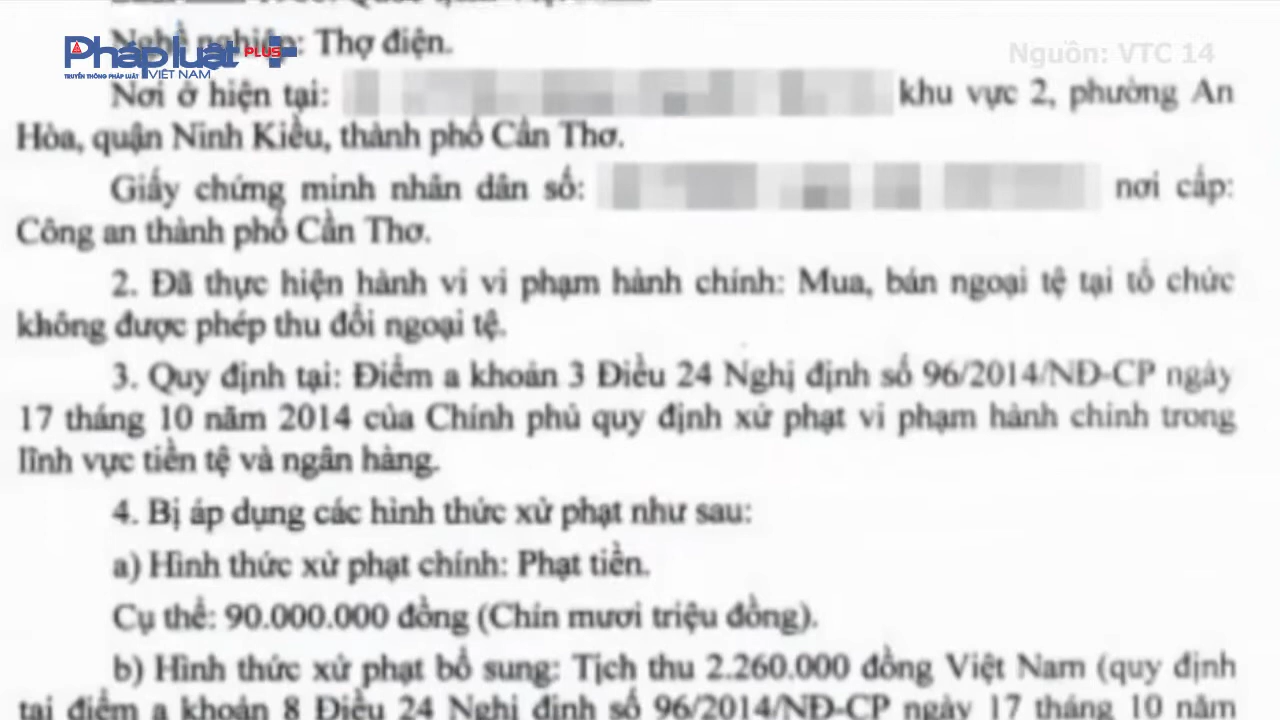 Nghề nghiệp: Thợ điện.
Pháp luật PLUS
TRUYỀN THÔNG PHÁP LUẬT VIỆT NAM
Nguồn: VTC 14
Nơi ở hiện tại: khu vực 2, phường An
Hòa, quận Ninh Kiều, thành phố Cần Thơ.
Giấy chứng minh nhân dân số: nơi cấp:
Công an thành phố Cần Thơ.
2. Đã thực hiện hành vi vi phạm hành chính: Mua, bán ngoại tệ tại tổ chức
không được phép thu đổi ngoại tệ.
3. Quy định tại: Điểm a khoản 3 Điều 24 Nghị định số 96/2014/NĐ-CP ngày
17 tháng 10 năm 2014 của Chính phủ quy định xử phạt vi phạm hành chính trong
lĩnh vực tiền tệ và ngân hàng.
4. Bị áp dụng các hình thức xử phạt như sau:
a) Hình thức xử phạt chính: Phạt tiền.
Cụ thể: 90.000.000 đồng (Chín mươi triệu đồng).
b) Hình thức xử phạt bổ sung: Tịch thu 2.260.000 đồng Việt Nam (quy định
tại điểm a khoản 8 Điều 24 Nghị định số 96/2014/NĐ-CP ngày 17 tháng 10 năm